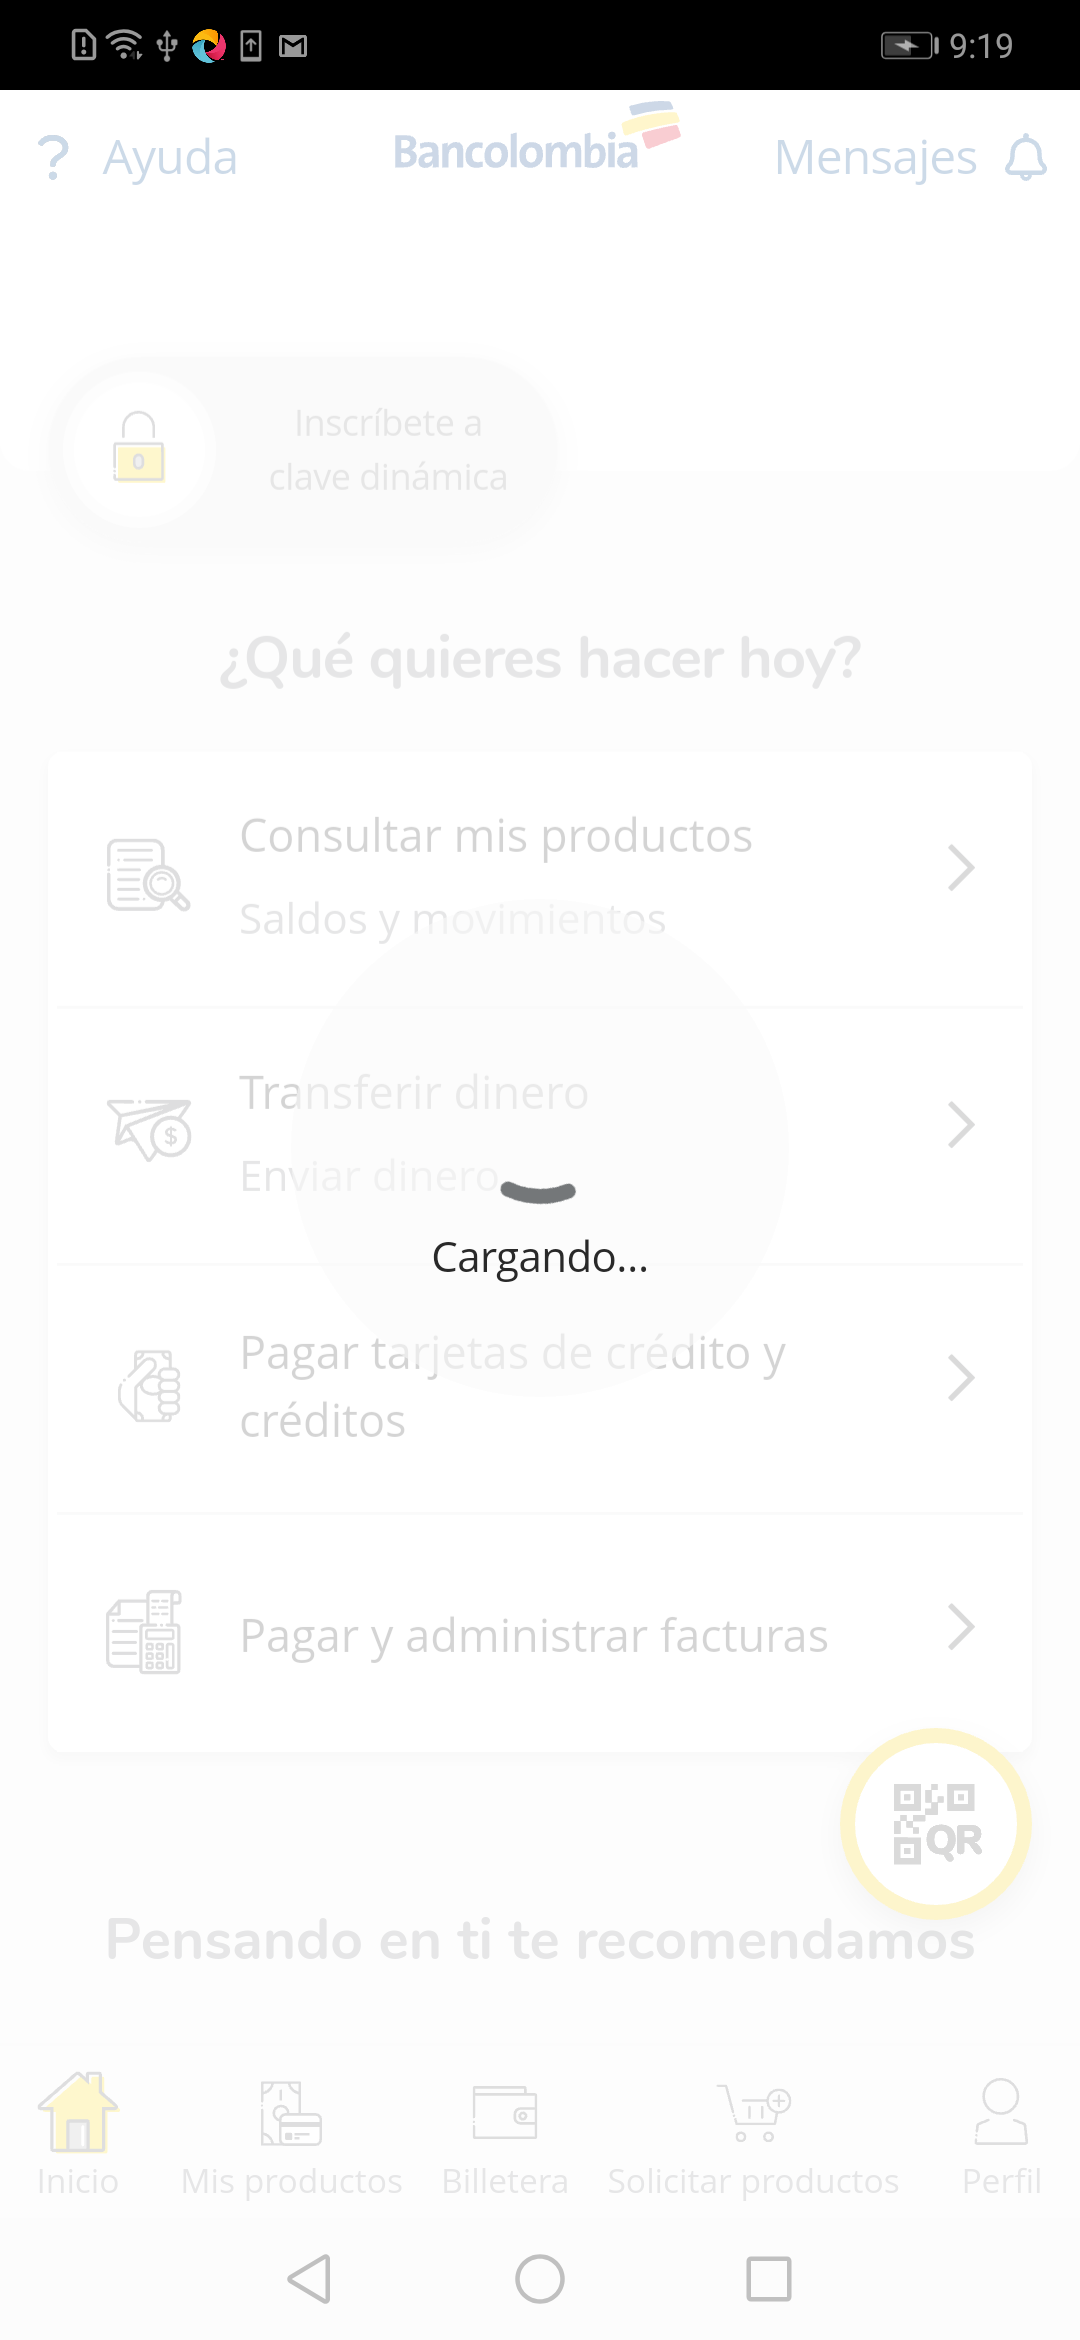 9:19
? Ayuda
Bancolombia
Mensajes
Inscríbete a
clave dinámica
¿Qué quieres hacer hoy?
Consultar mis productos
Saldos y movimientos
Transferir dinero
Enviar dinero
Cargando...
Pagar tarjetas de crédito y
créditos
Pagar y administrar facturas
QR
Pensando en ti te recomendamos
Inicio
Mis productos
Billetera
Solicitar productos
Perfil